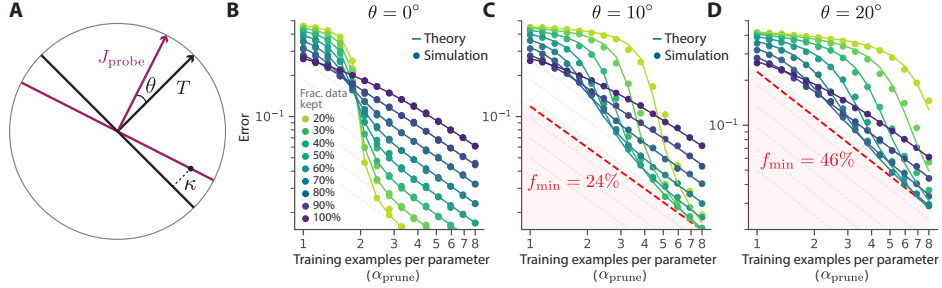 A
J_probe
θ
T
κ
B
θ = 0°
Theory
Simulation
Error
10⁻¹
Frac. data
kept
20%
30%
40%
50%
60%
70%
80%
90%
100%
1 2 3 4 5 6 7 8
Training examples per parameter
(α_prune)
C
θ = 10°
Theory
Simulation
10⁻¹
f_min = 24%
1 2 3 4 5 6 7 8
Training examples per parameter
(α_prune)
D
θ = 20°
Theory
Simulation
10⁻¹
f_min = 46%
1 2 3 4 5 6 7 8
Training examples per parameter
(α_prune)